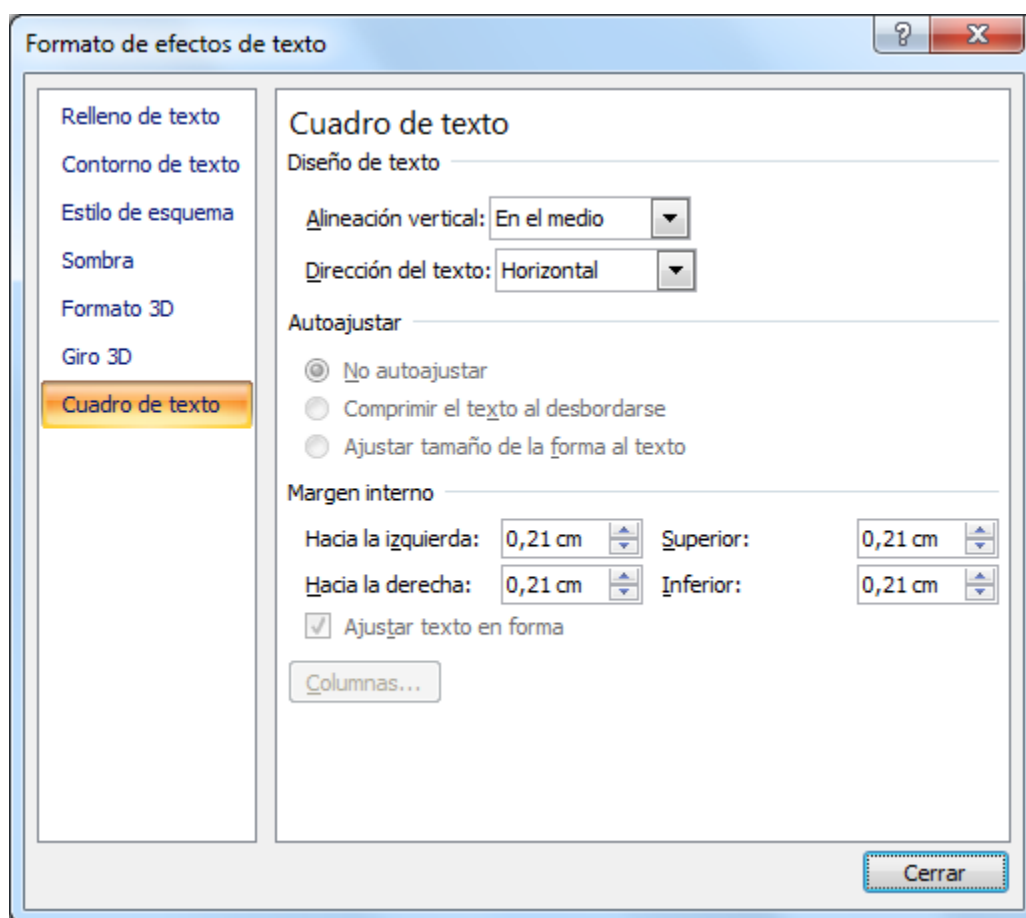 Formato de efectos de texto
Relleno de texto
Contorno de texto
Estilo de esquema
Sombra
Formato 3D
Giro 3D
Cuadro de texto
Cuadro de texto
Diseño de texto
Alineación vertical: En el medio
Dirección del texto: Horizontal
Autoajustar
No autoajustar
Comprimir el texto al desbordarse
Ajustar tamaño de la forma al texto
Margen interno
Hacia la izquierda: 0,21 cm Superior: 0,21 cm
Hacia la derecha: 0,21 cm Inferior: 0,21 cm
Ajustar texto en forma
Columnas...
Cerrar